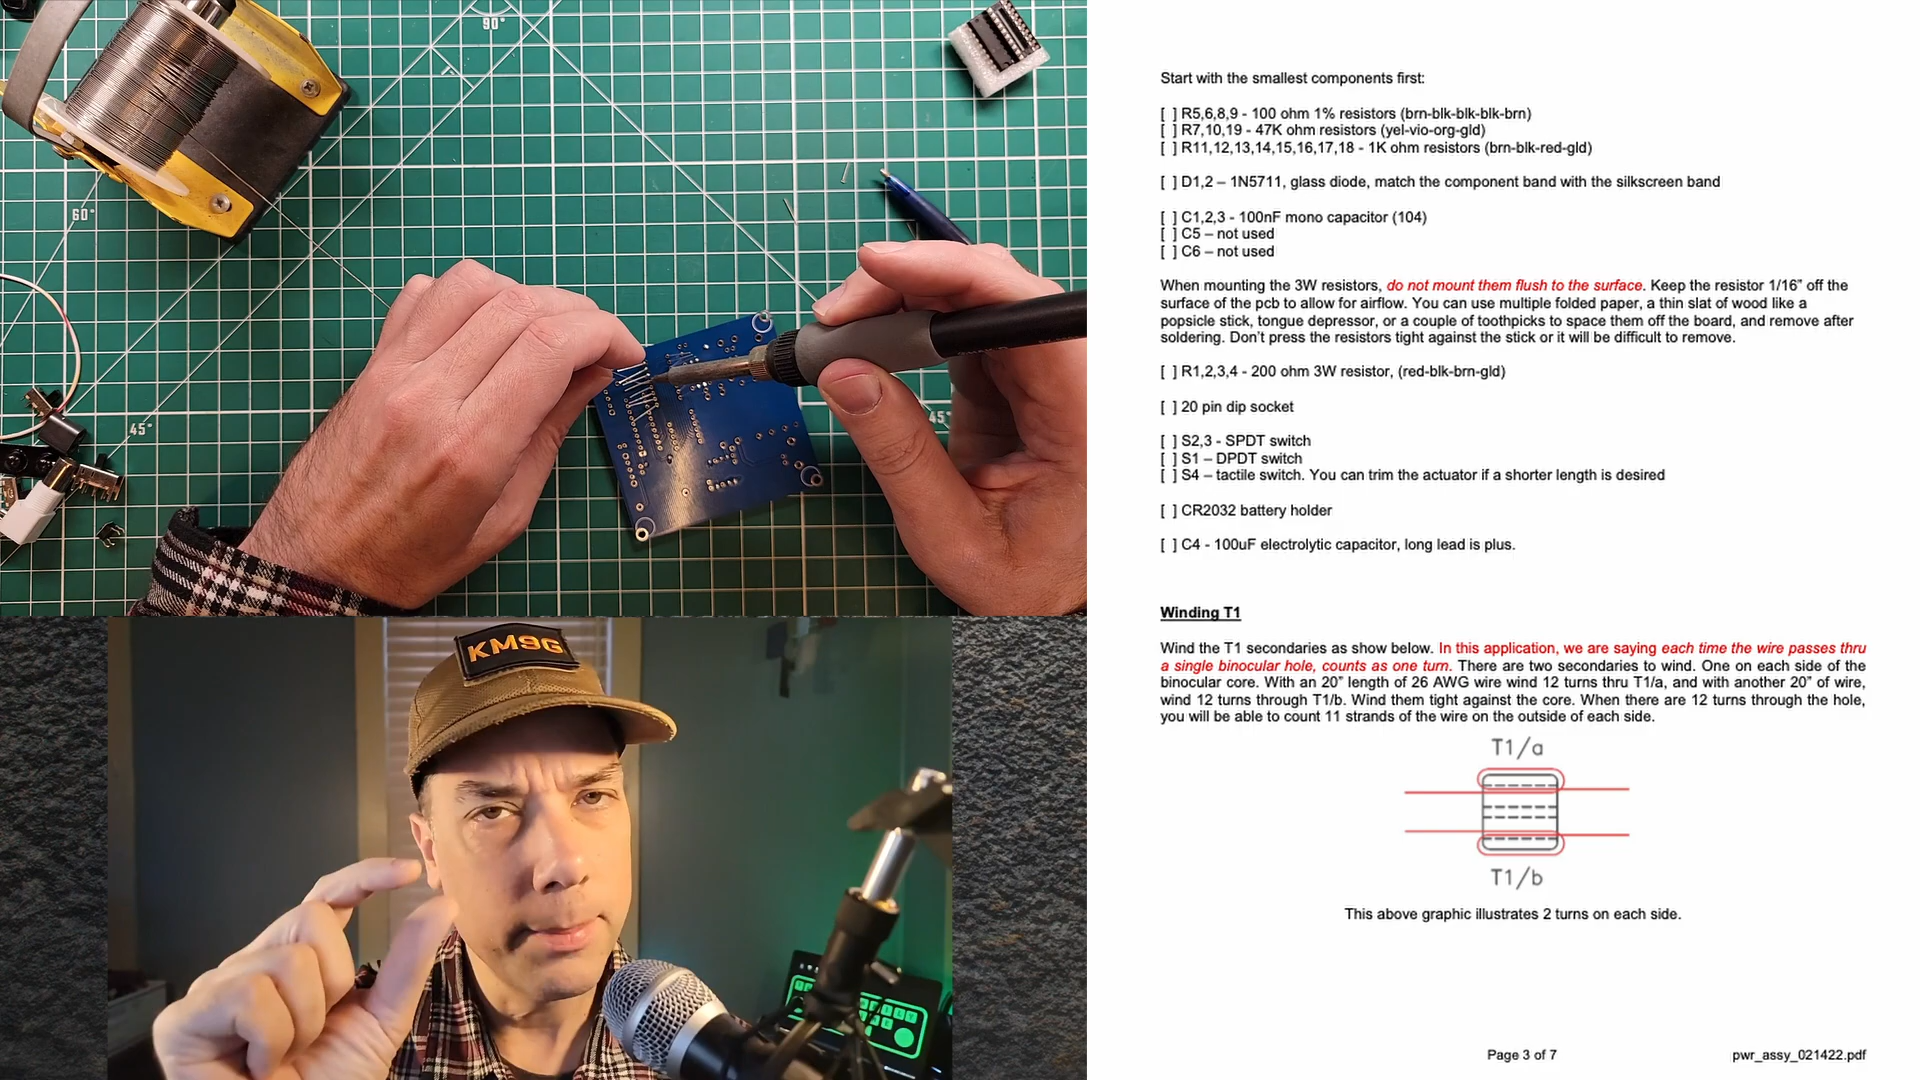 90°
60°
45°
45°
KM9G
Start with the smallest components first:
[ ] R5,6,8,9 - 100 ohm 1% resistors (brn-blk-blk-blk-brn)
[ ] R7,10,19 - 47K ohm resistors (yel-vio-org-gld)
[ ] R11,12,13,14,15,16,17,18 - 1K ohm resistors (brn-blk-red-gld)
[ ] D1,2 – 1N5711, glass diode, match the component band with the silkscreen band
[ ] C1,2,3 - 100nF mono capacitor (104)
[ ] C5 – not used
[ ] C6 – not used
When mounting the 3W resistors, do not mount them flush to the surface. Keep the resistor 1/16” off the
surface of the pcb to allow for airflow. You can use multiple folded paper, a thin slat of wood like a
popsicle stick, tongue depressor, or a couple of toothpicks to space them off the board, and remove after
soldering. Don’t press the resistors tight against the stick or it will be difficult to remove.
[ ] R1,2,3,4 - 200 ohm 3W resistor, (red-blk-brn-gld)
[ ] 20 pin dip socket
[ ] S2,3 - SPDT switch
[ ] S1 – DPDT switch
[ ] S4 – tactile switch. You can trim the actuator if a shorter length is desired
[ ] CR2032 battery holder
[ ] C4 - 100uF electrolytic capacitor, long lead is plus.
Winding T1
Wind the T1 secondaries as show below. In this application, we are saying each time the wire passes thru
a single binocular hole, counts as one turn. There are two secondaries to wind. One on each side of the
binocular core. With an 20” length of 26 AWG wire wind 12 turns thru T1/a, and with another 20” of wire,
wind 12 turns through T1/b. Wind them tight against the core. When there are 12 turns through the hole,
you will be able to count 11 strands of the wire on the outside of each side.
T1/a
T1/b
This above graphic illustrates 2 turns on each side.
Page 3 of 7
pwr_assy_021422.pdf